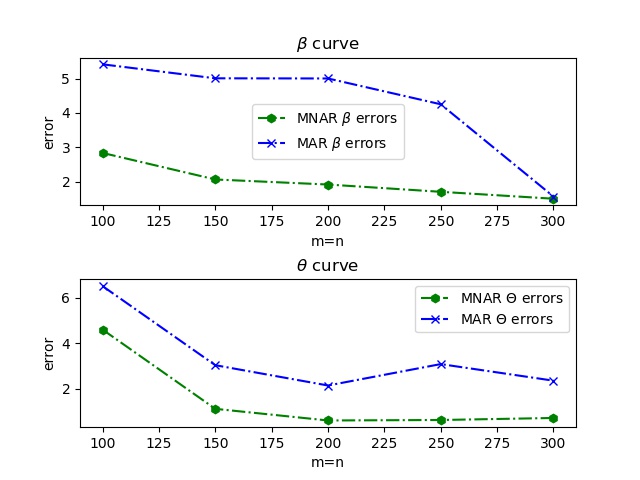 β curve
error
5
4
3
2
MNAR β errors
MAR β errors
100 125 150 175 200 225 250 275 300
m=n
θ curve
error
6
4
2
MNAR Θ errors
MAR Θ errors
100 125 150 175 200 225 250 275 300
m=n